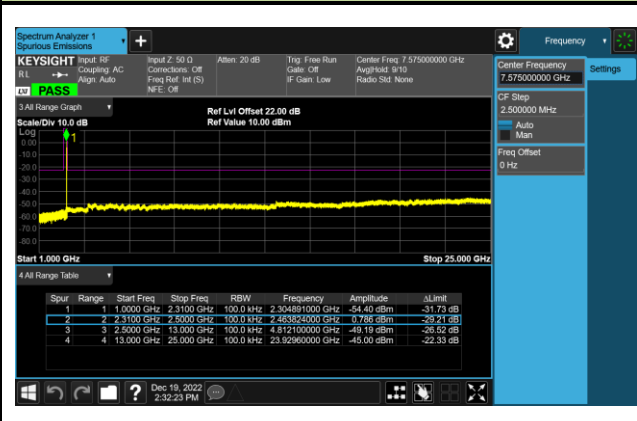 Spectrum Analyzer 1
Spurious Emissions
Frequency
KEYSIGHT
RL
LXI
PASS
Input: RF
Coupling: AC
Align: Auto
Input Z: 50 Ω
Corrections: Off
Freq Ref: Int (S)
NFE: Off
Atten: 20 dB
Trig: Free Run
Gate: Off
IF Gain: Low
Center Freq: 7.575000000 GHz
Avg|Hold: 9/10
Radio Std: None
Center Frequency
7.575000000 GHz
Settings
CF Step
2.500000 MHz
Auto
Man
Freq Offset
0 Hz
3 All Range Graph
Scale/Div 10.0 dB
Ref Lvl Offset 22.00 dB
Ref Value 10.00 dBm
Log
1
0.00
-10.0
-20.0
-30.0
-40.0
-50.0
-60.0
-70.0
-80.0
Start 1.000 GHz
Stop 25.000 GHz
4 All Range Table
Spur Range Start Freq Stop Freq RBW Frequency Amplitude ΔLimit
1 1 1.0000 GHz 2.3100 GHz 100.0 kHz 2.304891000 GHz -54.40 dBm -31.73 dB
2 2 2.3100 GHz 2.5000 GHz 100.0 kHz 2.463824000 GHz 0.786 dBm -29.21 dB
3 3 2.5000 GHz 13.000 GHz 100.0 kHz 4.812100000 GHz -49.19 dBm -26.52 dB
4 4 13.000 GHz 25.000 GHz 100.0 kHz 23.92960000 GHz -45.00 dBm -22.33 dB
?
Dec 19, 2022
2:32:23 PM